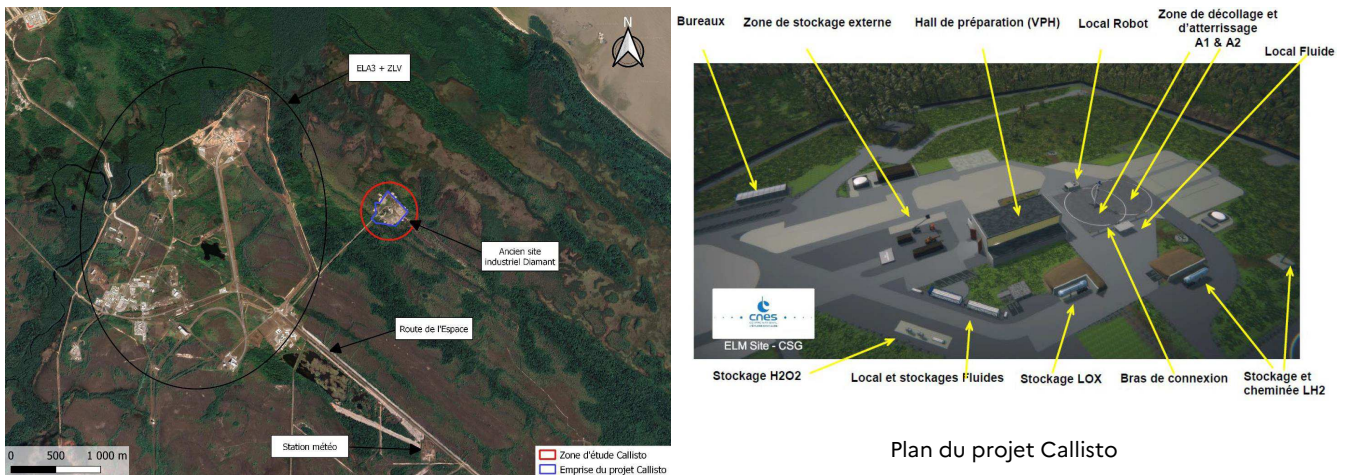 N
ELA3 + ZLV
Ancien site
industriel Diamant
Route de l'Espace
Station météo
0 500 1 000 m
Zone d'étude Callisto
Emprise du projet Callisto
Bureaux
Zone de stockage externe
Hall de préparation (VPH)
Local Robot
Zone de décollage et
d'atterrissage
A1 & A2
Local Fluide
cnes
ELM Site - CSG
Stockage H2O2
Local et stockages Fluides
Stockage LOX
Bras de connexion
Stockage et
cheminée LH2
Plan du projet Callisto